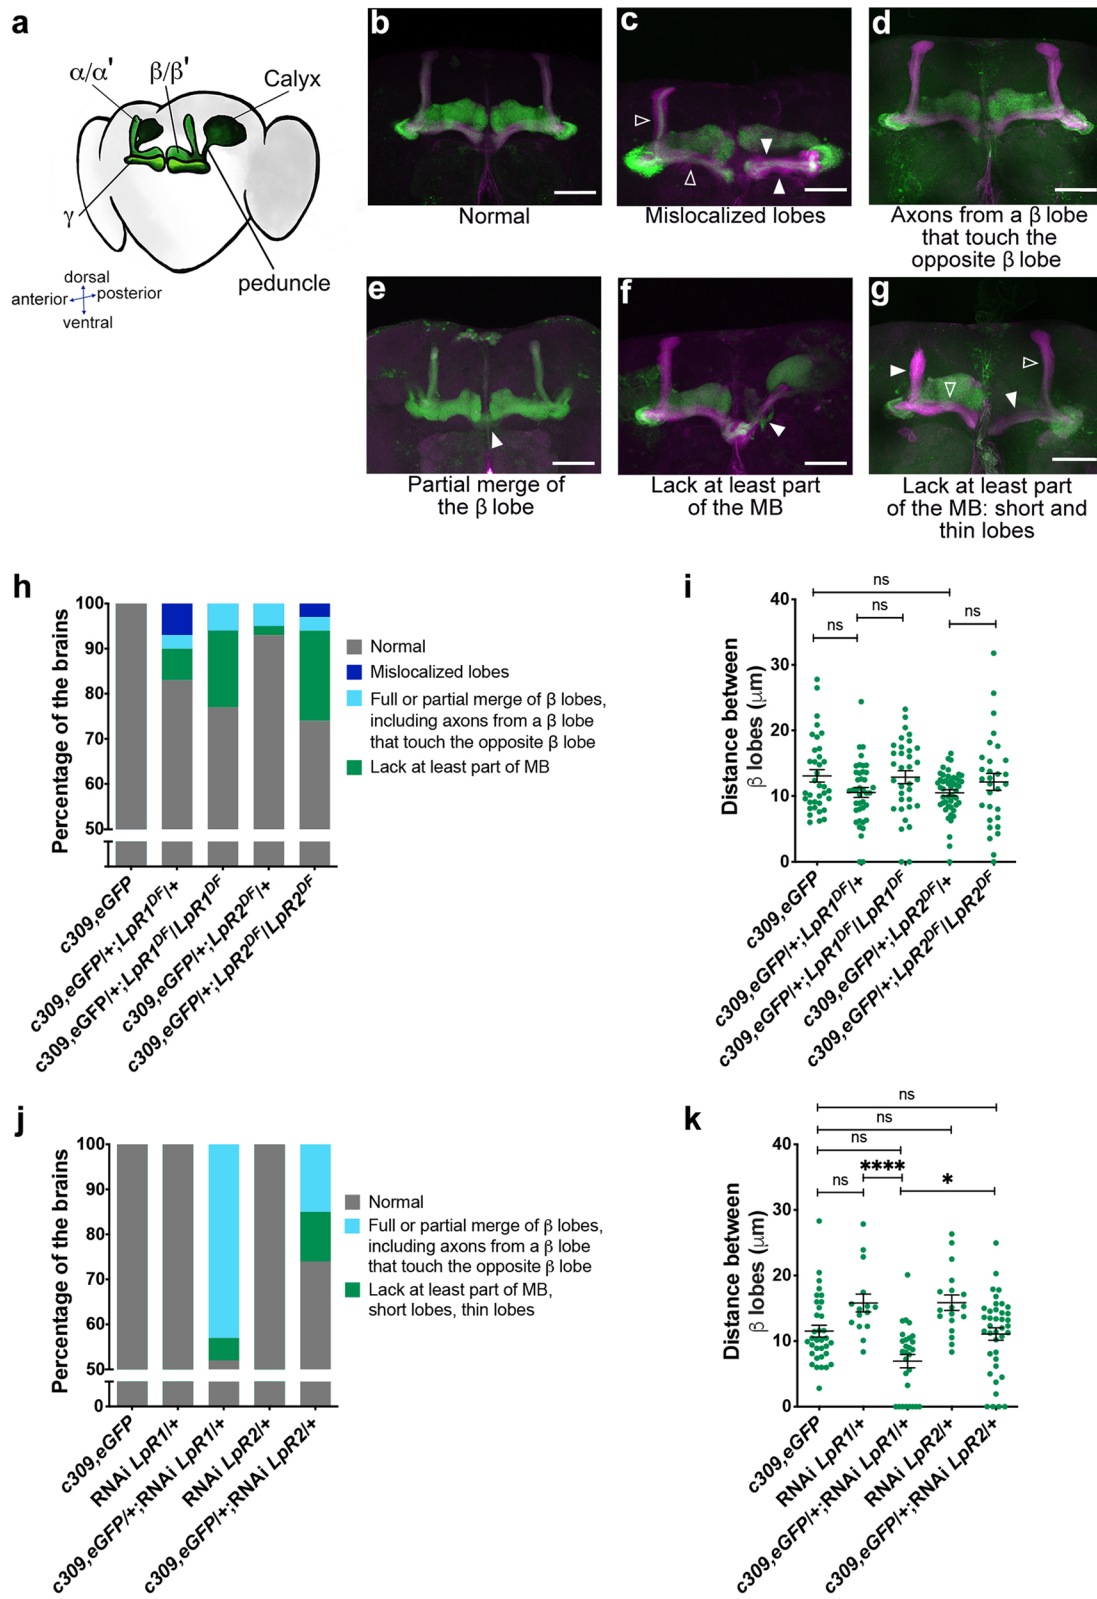 a
α/α'
β/β'
Calyx
γ
peduncle
dorsal
anterior
posterior
ventral
b
Normal
c
Mislocalized lobes
d
Axons from a β lobe
that touch the
opposite β lobe
e
Partial merge of
the β lobe
f
Lack at least part
of the MB
g
Lack at least part
of the MB: short and
thin lobes
h
Percentage of the brains
100
90
80
70
60
50
Normal
Mislocalized lobes
Full or partial merge of β lobes,
including axons from a β lobe
that touch the opposite β lobe
Lack at least part of MB
c309,eGFP
c309,eGFP/+;LpR1DF/+
c309,eGFP/+;LpR1DF/LpR1DF
c309,eGFP/+;LpR2DF/+
c309,eGFP/+;LpR2DF/LpR2DF
i
Distance between
β lobes (μm)
40
30
20
10
0
ns
ns
ns
ns
c309,eGFP
c309,eGFP/+;LpR1DF/+
c309,eGFP/+;LpR1DF/LpR1DF
c309,eGFP/+;LpR2DF/+
c309,eGFP/+;LpR2DF/LpR2DF
j
Percentage of the brains
100
90
80
70
60
50
0
Normal
Full or partial merge of β lobes,
including axons from a β lobe
that touch the opposite β lobe
Lack at least part of MB,
short lobes, thin lobes
c309,eGFP
RNAi LpR1/+
c309,eGFP/+;RNAi LpR1/+
RNAi LpR2/+
c309,eGFP/+;RNAi LpR2/+
k
Distance between
β lobes (μm)
40
30
20
10
0
ns
ns
ns
ns
****
*
c309,eGFP
RNAi LpR1/+
c309,eGFP/+;RNAi LpR1/+
RNAi LpR2/+
c309,eGFP/+;RNAi LpR2/+